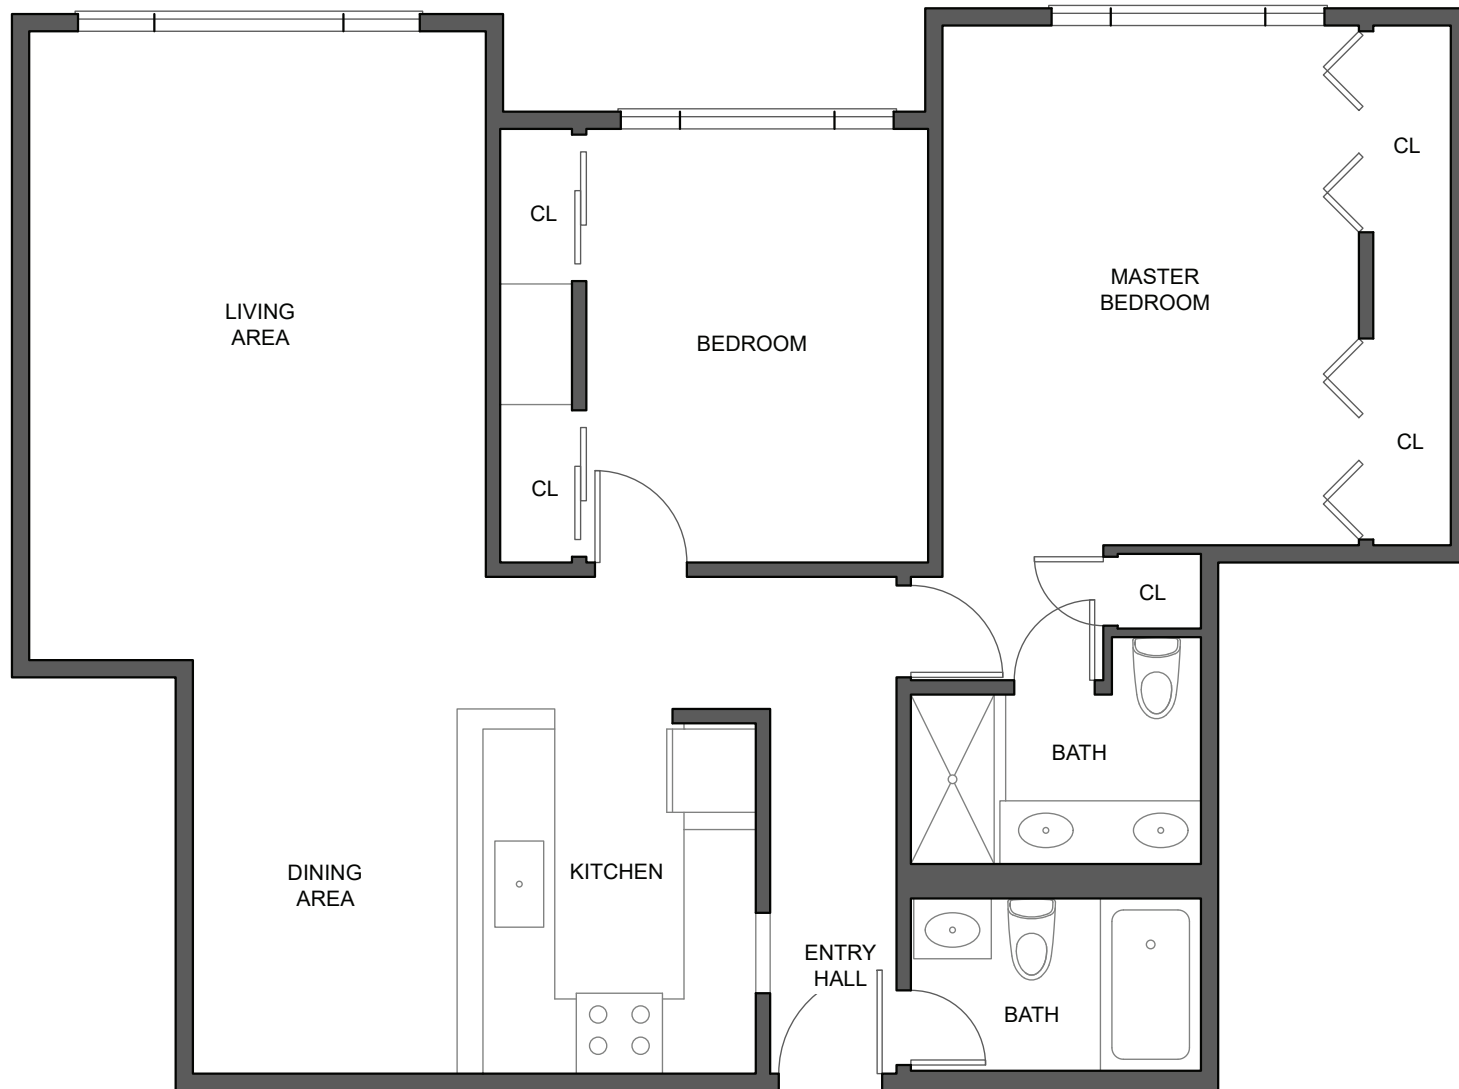 CL
CL
MASTER
BEDROOM
LIVING
AREA
BEDROOM
CL
CL
CL
BATH
DINING
AREA
KITCHEN
ENTRY
HALL
BATH